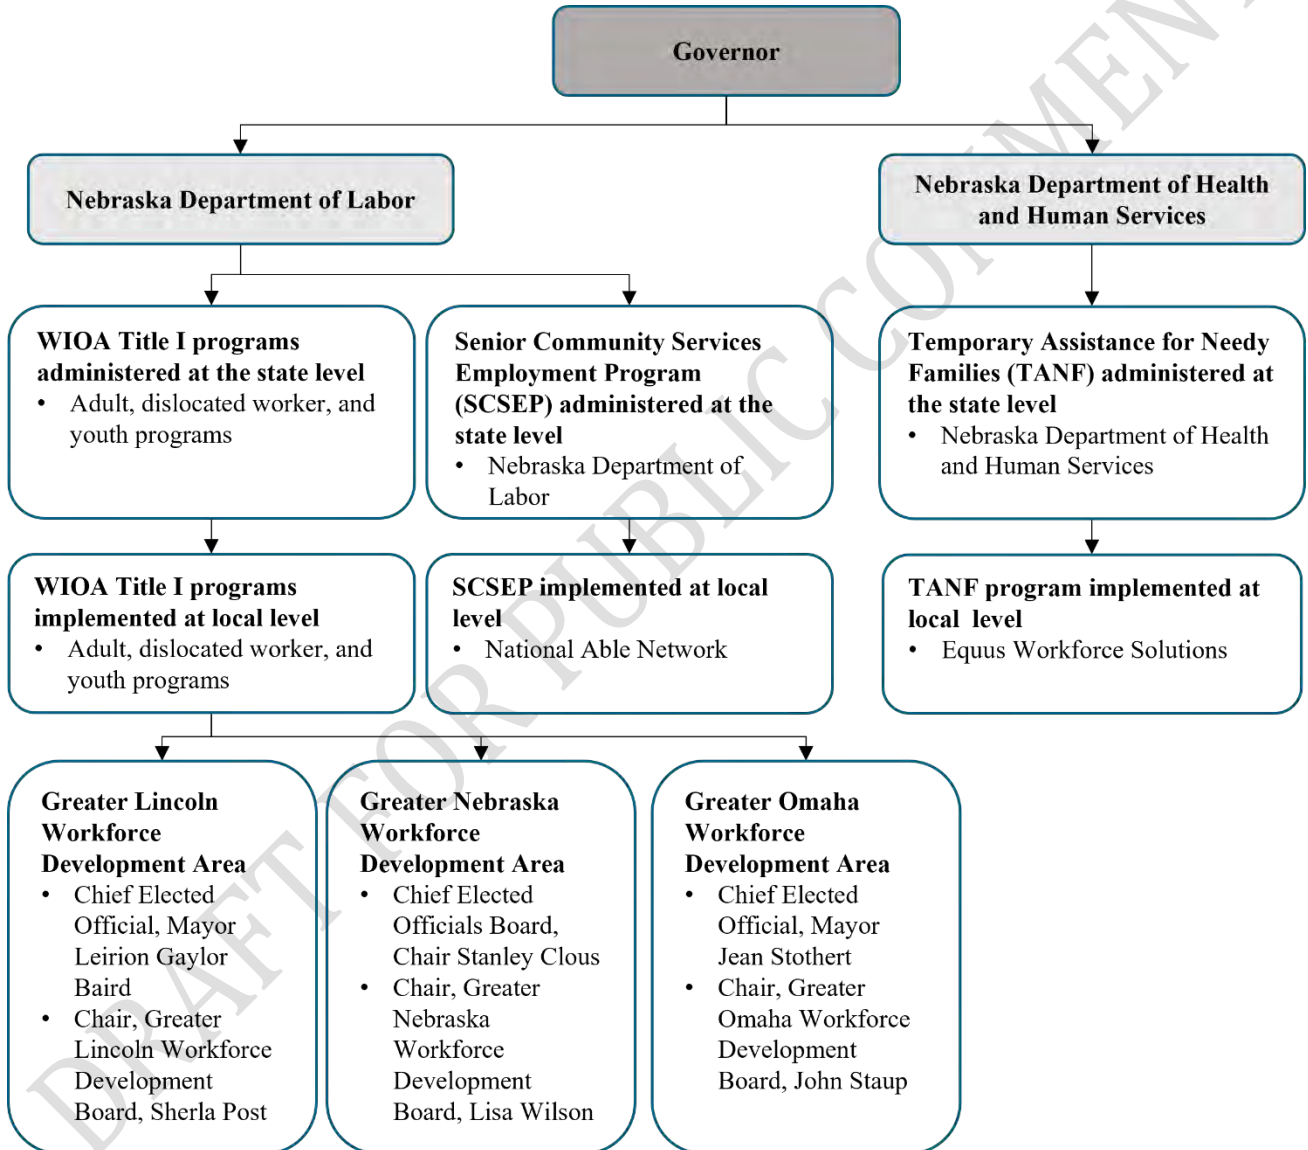 Governor
Nebraska Department of Labor
Nebraska Department of Health
and Human Services
WIOA Title I programs
administered at the state level
• Adult, dislocated worker, and
youth programs
Senior Community Services
Employment Program
(SCSEP) administered at the
state level
• Nebraska Department of
Labor
Temporary Assistance for Needy
Families (TANF) administered at
the state level
• Nebraska Department of Health
and Human Services
WIOA Title I programs
implemented at local level
• Adult, dislocated worker, and
youth programs
SCSEP implemented at local
level
• National Able Network
TANF program implemented at
local level
• Equus Workforce Solutions
Greater Lincoln
Workforce
Development Area
• Chief Elected
Official, Mayor
Leirion Gaylor
Baird
• Chair, Greater
Lincoln Workforce
Development
Board, Sherla Post
Greater Nebraska
Workforce
Development Area
• Chief Elected
Officials Board,
Chair Stanley Clous
• Chair, Greater
Nebraska
Workforce
Development
Board, Lisa Wilson
Greater Omaha
Workforce
Development Area
• Chief Elected
Official, Mayor
Jean Stothert
• Chair, Greater
Omaha Workforce
Development
Board, John Staup
DRAFT FOR PUBLIC COMMEN